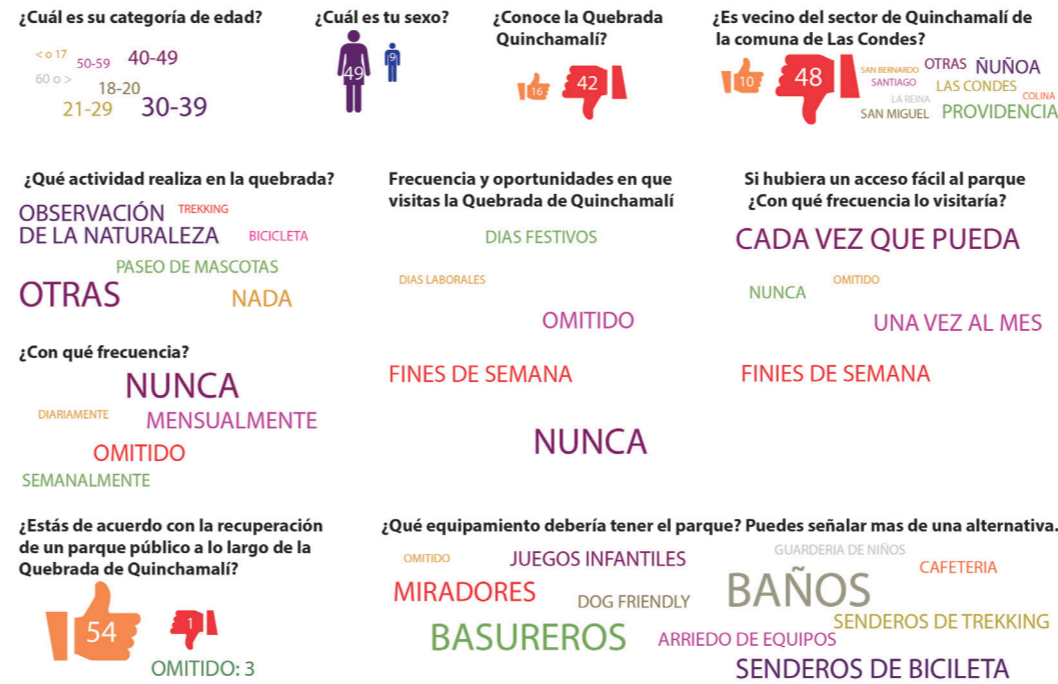 ¿Cuál es su categoría de edad?
< o 17
50-59
40-49
60 o >
18-20
21-29
30-39
¿Cuál es tu sexo?
49
9
¿Conoce la Quebrada
Quinchamalí?
16
42
¿Es vecino del sector de Quinchamalí de
la comuna de Las Condes?
10
48
SAN BERNARDO
OTRAS
ÑUÑOA
SANTIAGO
LAS CONDES
LA REINA
COLINA
SAN MIGUEL
PROVIDENCIA
¿Qué actividad realiza en la quebrada?
OBSERVACIÓN
DE LA NATURALEZA
TREKKING
BICICLETA
PASEO DE MASCOTAS
OTRAS
NADA
Frecuencia y oportunidades en que
visitas la Quebrada de Quinchamalí
DIAS FESTIVOS
DIAS LABORALES
OMITIDO
FINES DE SEMANA
NUNCA
Si hubiera un acceso fácil al parque
¿Con qué frecuencia lo visitaría?
CADA VEZ QUE PUEDA
OMITIDO
NUNCA
UNA VEZ AL MES
FINIES DE SEMANA
¿Con qué frecuencia?
NUNCA
DIARIAMENTE
MENSUALMENTE
OMITIDO
SEMANALMENTE
¿Estás de acuerdo con la recuperación
de un parque público a lo largo de la
Quebrada de Quinchamalí?
54
1
OMITIDO: 3
¿Qué equipamiento debería tener el parque? Puedes señalar mas de una alternativa.
OMITIDO
JUEGOS INFANTILES
GUARDERIA DE NIÑOS
CAFETERIA
MIRADORES
DOG FRIENDLY
BAÑOS
SENDEROS DE TREKKING
BASUREROS
ARRIEDO DE EQUIPOS
SENDEROS DE BICILETA